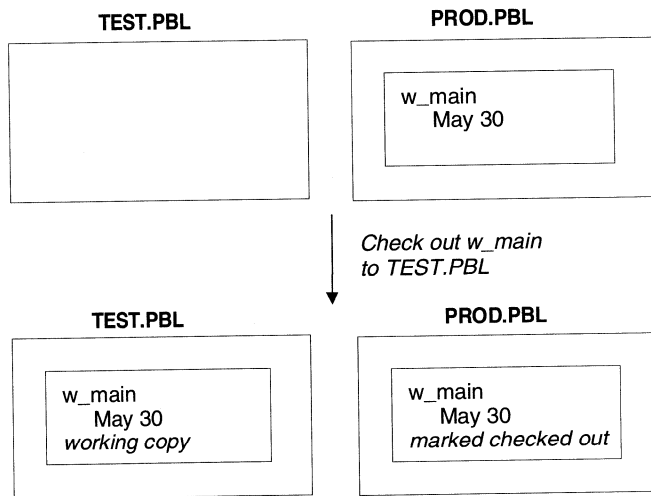 TEST.PBL
PROD.PBL
w_main
May 30
Check out w_main
to TEST.PBL
TEST.PBL
PROD.PBL
w_main
May 30
working copy
w_main
May 30
marked checked out